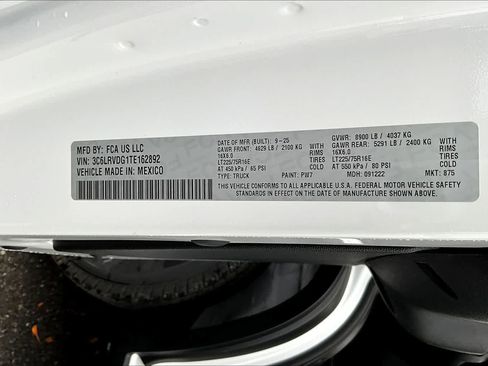 MFD BY: FCA US LLC
VIN: 3C6LRVDG1TE162892
VEHICLE MADE IN: MEXICO
DATE OF MFR (BUILT): 9-25
GAWR FRONT: 4629 LB / 2100 KG
16X6.0
LT225/75R16E
AT 450 kPa / 65 PSI
TYPE: TRUCK
WITH
RIMS
TIRES
COLD
PAINT: PW7
GVWR: 8900 LB / 4037 KG
GAWR REAR: 5291 LB / 2400 KG
16X6.0
LT225/75R16E
AT 550 kPa / 80 PSI
MDH: 091222
WITH
RIMS
TIRES
COLD
MKT: 875
THIS VEHICLE CONFORMS TO ALL APPLICABLE U.S.A. FEDERAL MOTOR VEHICLE SAFETY
STANDARDS IN EFFECT ON THE DATE OF MANUFACTURE SHOWN ABOVE.